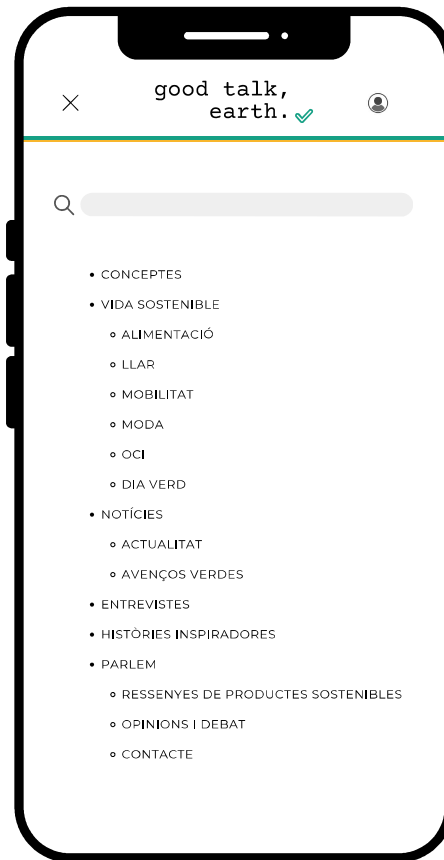 good talk,
earth.
• CONCEPTES
• VIDA SOSTENIBLE
∘ ALIMENTACIÓ
∘ LLAR
∘ MOBILITAT
∘ MODA
∘ OCI
∘ DIA VERD
• NOTÍCIES
∘ ACTUALITAT
∘ AVENÇOS VERDES
• ENTREVISTES
• HISTÒRIES INSPIRADORES
• PARLEM
∘ RESSENYES DE PRODUCTES SOSTENIBLES
∘ OPINIONS I DEBAT
∘ CONTACTE